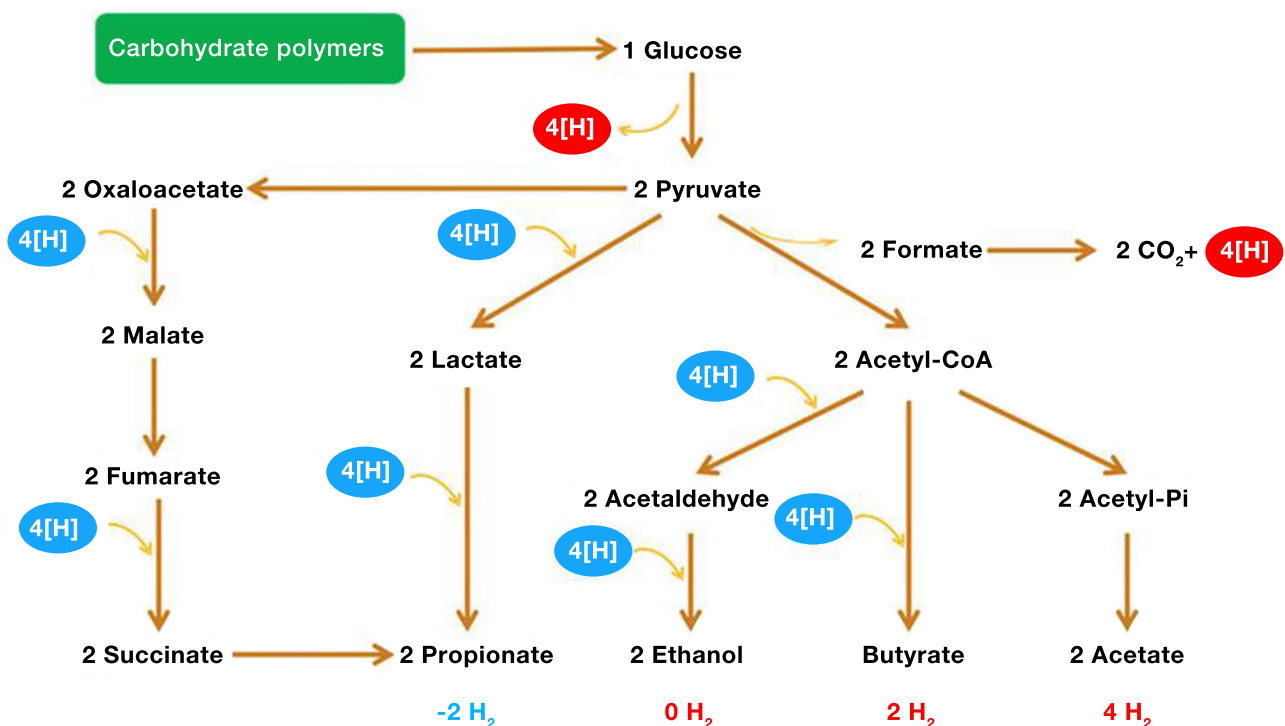 Carbohydrate polymers
1 Glucose
4[H]
2 Oxaloacetate
2 Pyruvate
4[H]
4[H]
2 Formate
2 CO₂+
4[H]
2 Malate
2 Lactate
4[H]
2 Acetyl-CoA
2 Fumarate
4[H]
2 Acetaldehyde
2 Acetyl-Pi
4[H]
4[H]
4[H]
2 Succinate
2 Propionate
2 Ethanol
Butyrate
2 Acetate
-2 H₂
0 H₂
2 H₂
4 H₂